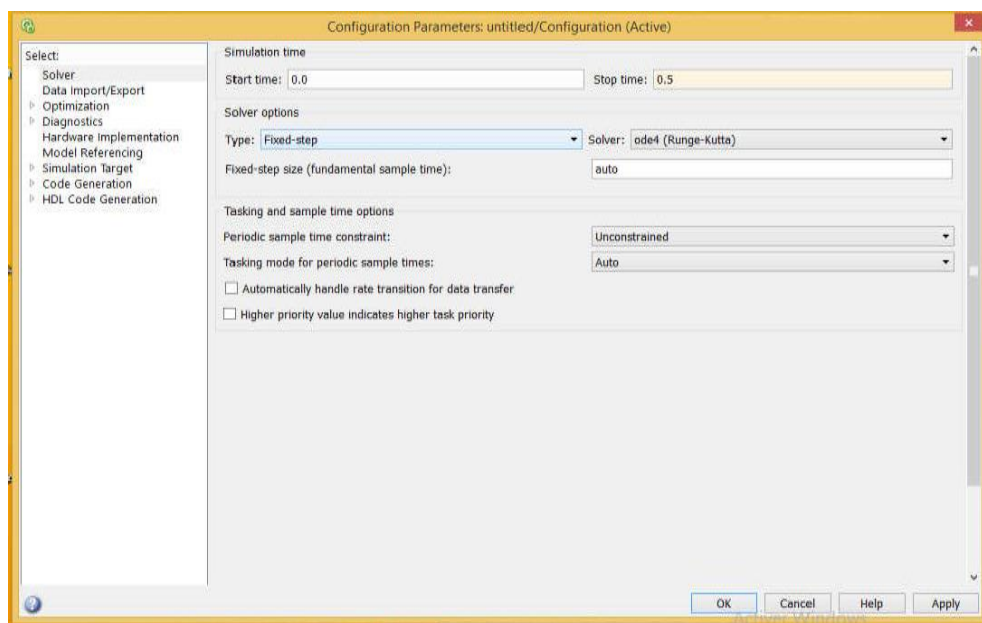 Configuration Parameters: untitled/Configuration (Active)
Select:
Solver
Data Import/Export
Optimization
Diagnostics
Hardware Implementation
Model Referencing
Simulation Target
Code Generation
HDL Code Generation
Simulation time
Start time: 0.0 Stop time: 0.5
Solver options
Type: Fixed-step Solver: ode4 (Runge-Kutta)
Fixed-step size (fundamental sample time): auto
Tasking and sample time options
Periodic sample time constraint: Unconstrained
Tasking mode for periodic sample times: Auto
Automatically handle rate transition for data transfer
Higher priority value indicates higher task priority
OK Cancel Help Apply
Activer Windows